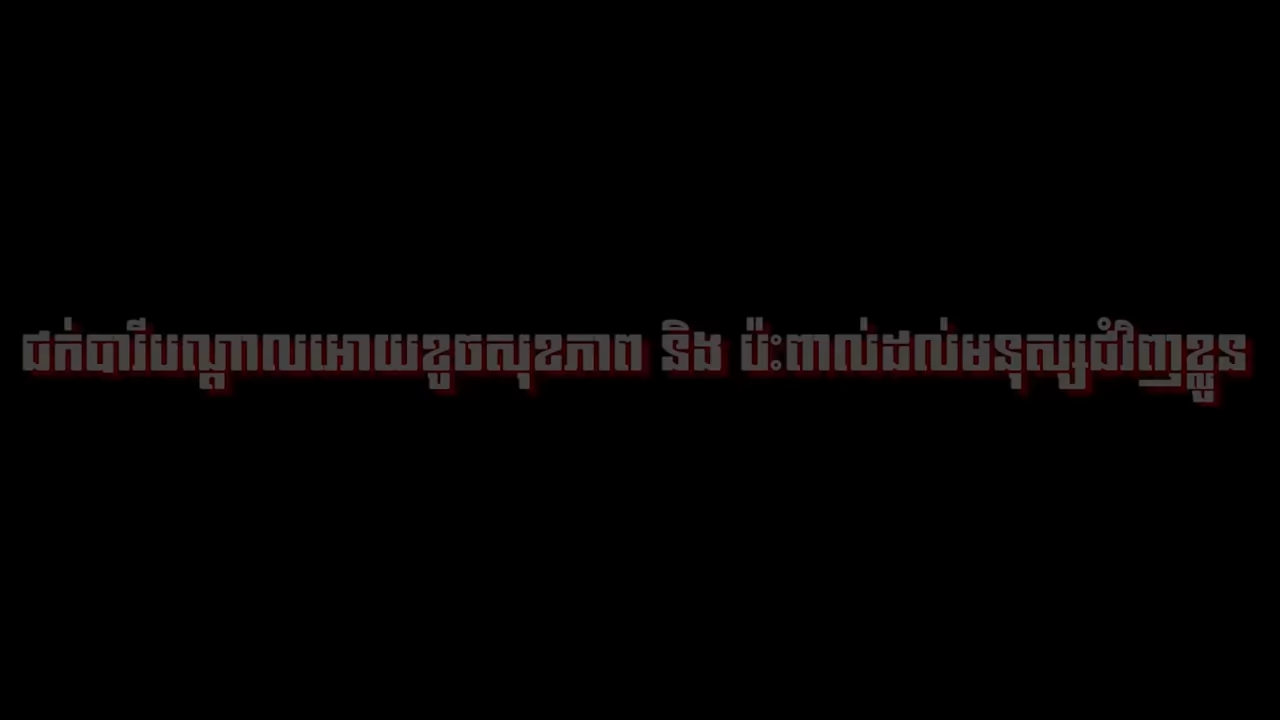 ជក់បារីបណ្ដាលអោយខូចសុខភាព និង ប៉ះពាល់ដល់មនុស្សជំវិញខ្លួន